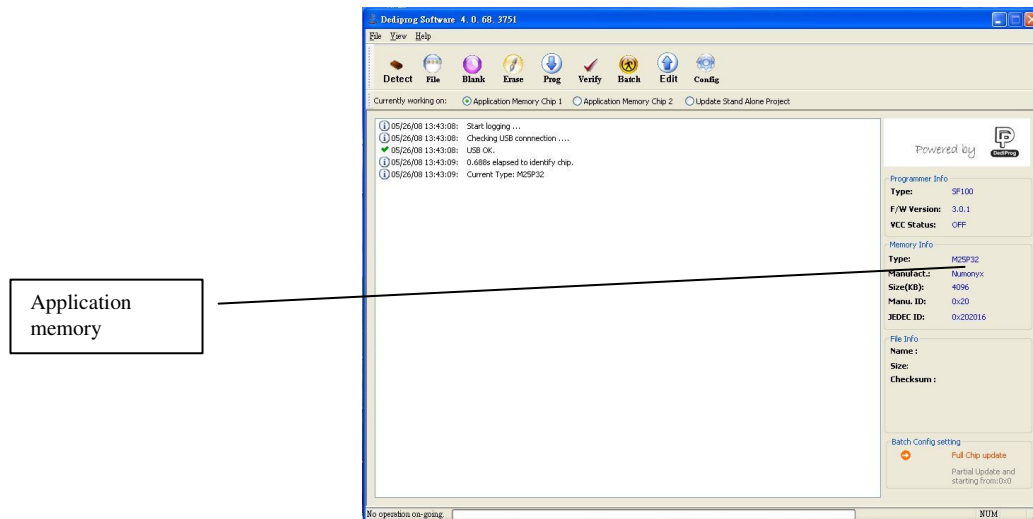 Dediprog Software 4.0.68.3751
File View Help
Detect File Blank Erase Prog Verify Batch Edit Config
Currently working on: Application Memory Chip 1 Application Memory Chip 2 Update Stand Alone Project
05/26/08 13:43:08: Start logging ...
05/26/08 13:43:08: Checking USB connnection ....
05/26/08 13:43:08: USB OK.
05/26/08 13:43:09: 0.688s elapsed to identify chip.
05/26/08 13:43:09: Current Type: M25P32
Powered by DediProg
Programmer Info
Type: SF100
F/W Version: 3.0.1
VCC Status: OFF
Memory Info
Type: M25P32
Manufact.: Numonyx
Size(KB): 4096
Manu. ID: 0x20
JEDEC ID: 0x202016
File Info
Name :
Size:
Checksum :
Batch Config setting
Full Chip update
Partial Update and
starting from:0x0
No operation on-going.
NUM
Application
memory